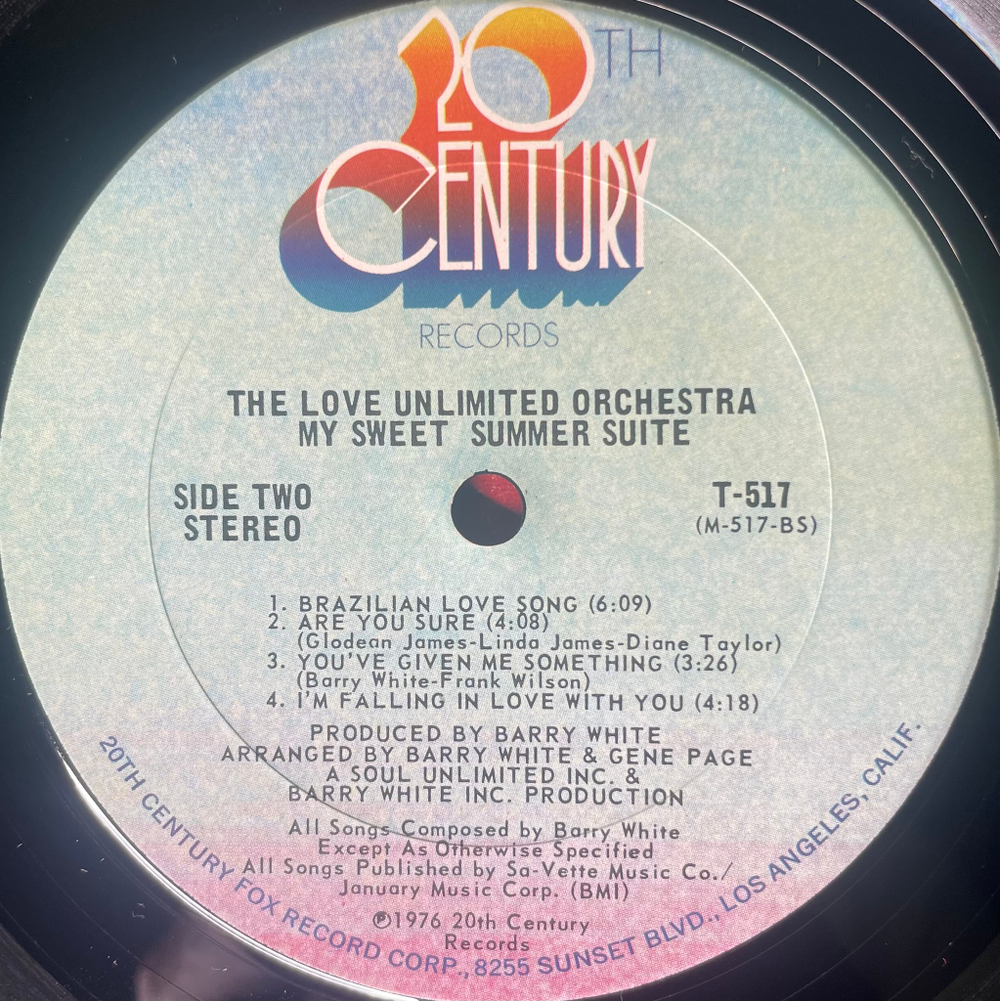 20TH
CENTURY
RECORDS
THE LOVE UNLIMITED ORCHESTRA
MY SWEET SUMMER SUITE
SIDE TWO
STEREO
T-517
(M-517-BS)
1. BRAZILIAN LOVE SONG (6:09)
2. ARE YOU SURE (4:08)
(Glodean James-Linda James-Diane Taylor)
3. YOU'VE GIVEN ME SOMETHING (3:26)
(Barry White-Frank Wilson)
4. I'M FALLING IN LOVE WITH YOU (4:18)
PRODUCED BY BARRY WHITE
ARRANGED BY BARRY WHITE & GENE PAGE
A SOUL UNLIMITED INC. &
BARRY WHITE INC. PRODUCTION
All Songs Composed by Barry White
Except As Otherwise Specified
All Songs Published by Sa-Vette Music Co./
January Music Corp. (BMI)
℗1976 20th Century
Records
20TH CENTURY FOX RECORD CORP., 8255 SUNSET BLVD., LOS ANGELES, CALIF.